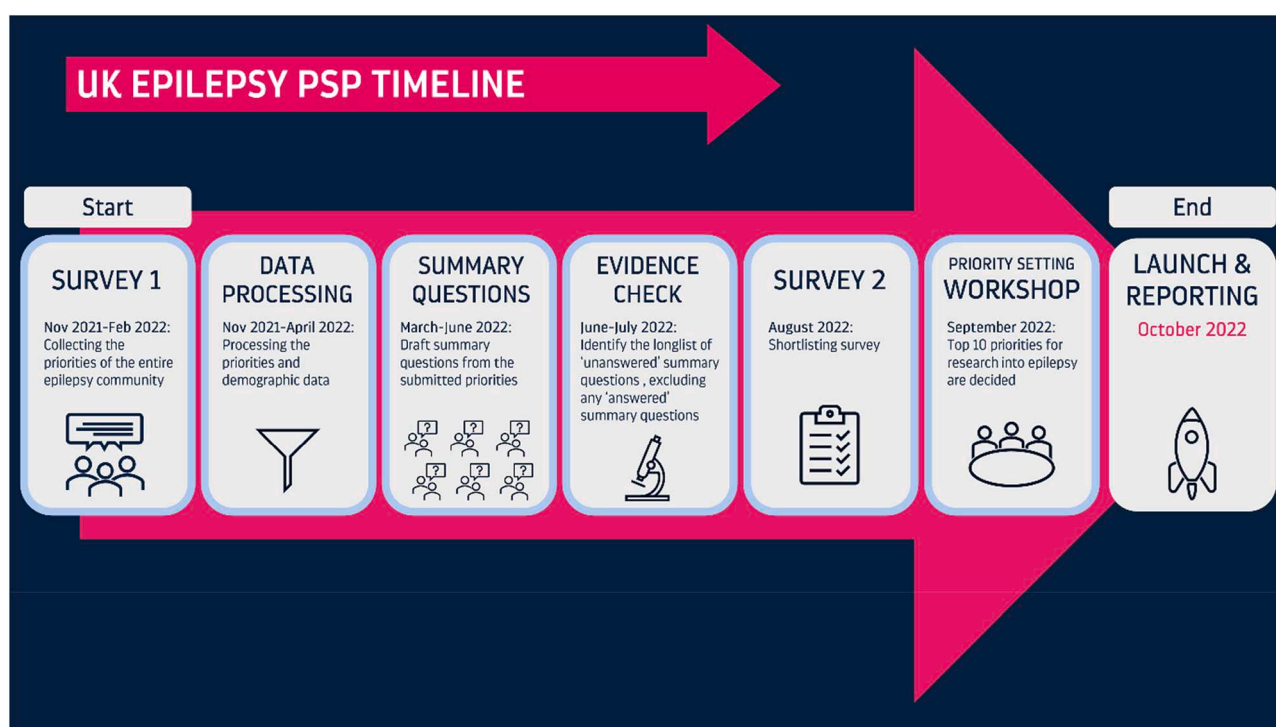 UK EPILEPSY PSP TIMELINE
Start
End
SURVEY 1
Nov 2021-Feb 2022:
Collecting the
priorities of the entire
epilepsy community
DATA
PROCESSING
Nov 2021-April 2022:
Processing the
priorities and
demographic data
SUMMARY
QUESTIONS
March-June 2022:
Draft summary
questions from the
submitted priorities
?
?
?
?
?
?
EVIDENCE
CHECK
June-July 2022:
Identify the longlist of
‘unanswered’ summary
questions , excluding
any ‘answered’
summary questions
SURVEY 2
August 2022:
Shortlisting survey
PRIORITY SETTING
WORKSHOP
September 2022:
Top 10 priorities for
research into epilepsy
are decided
LAUNCH &
REPORTING
October 2022